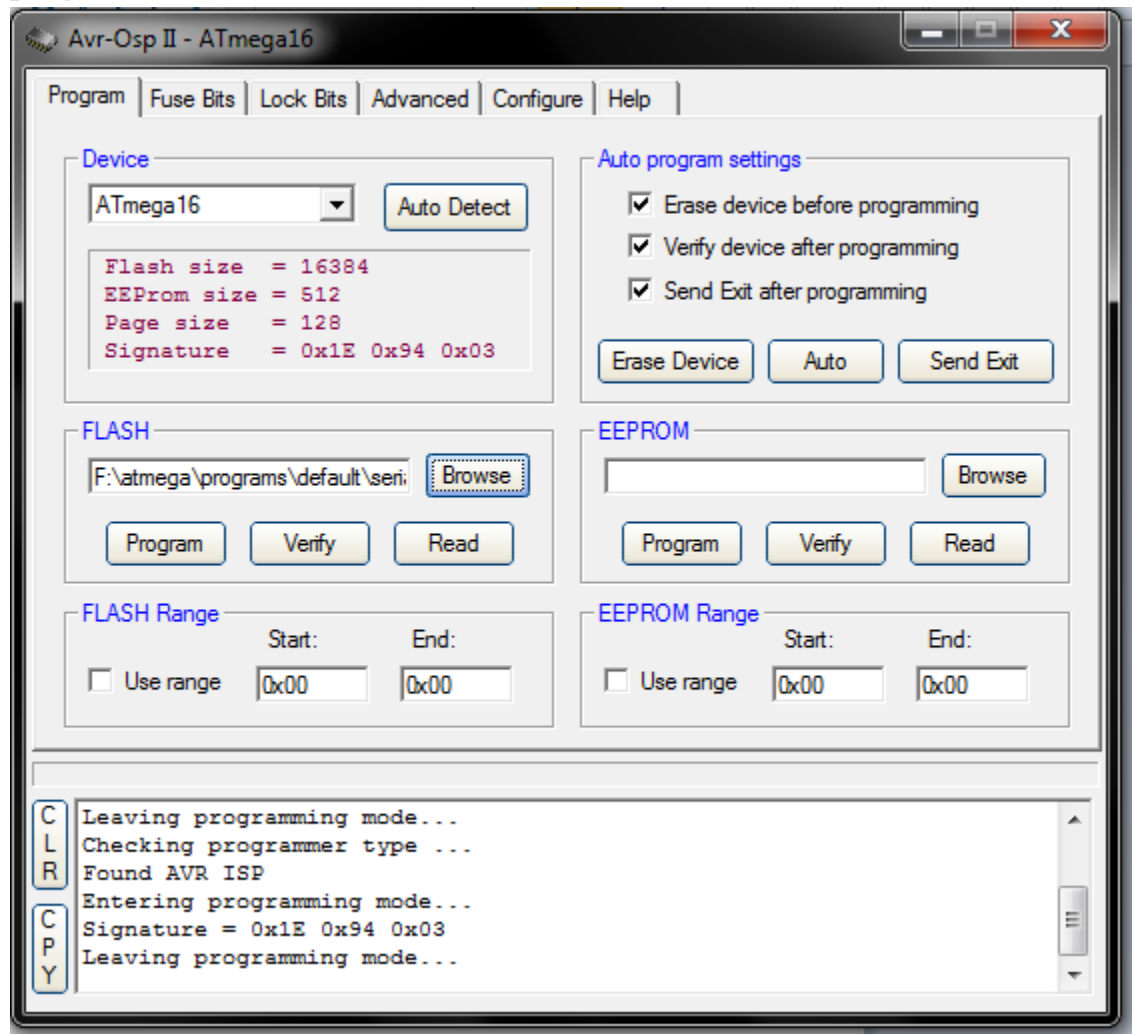 Avr-Osp II - ATmega16
Program Fuse Bits Lock Bits Advanced Configure Help
Device
ATmega16 Auto Detect
Flash size = 16384
EEProm size = 512
Page size = 128
Signature = 0x1E 0x94 0x03
Auto program settings
Erase device before programming
Verify device after programming
Send Exit after programming
Erase Device Auto Send Exit
FLASH
F:\atmega\programs\default\seri Browse
Program Verify Read
EEPROM
Browse
Program Verify Read
FLASH Range
Start: End:
Use range 0x00 0x00
EEPROM Range
Start: End:
Use range 0x00 0x00
CLR
CPY
Leaving programming mode...
Checking programmer type ...
Found AVR ISP
Entering programming mode...
Signature = 0x1E 0x94 0x03
Leaving programming mode...